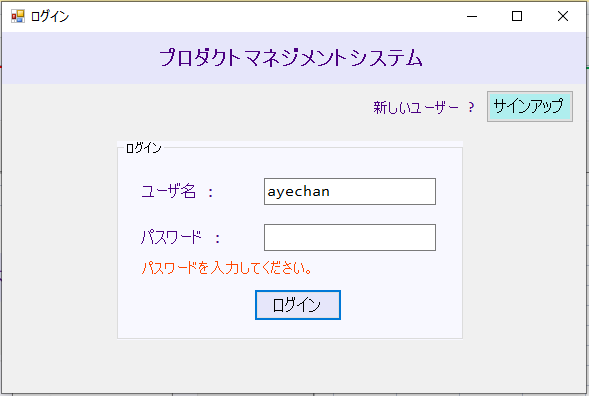 ログイン
プロダクトマネジメントシステム
新しいユーザー ? サインアップ
ログイン
ユーザ名 : ayechan
パスワード :
パスワードを入力してください。
ログイン